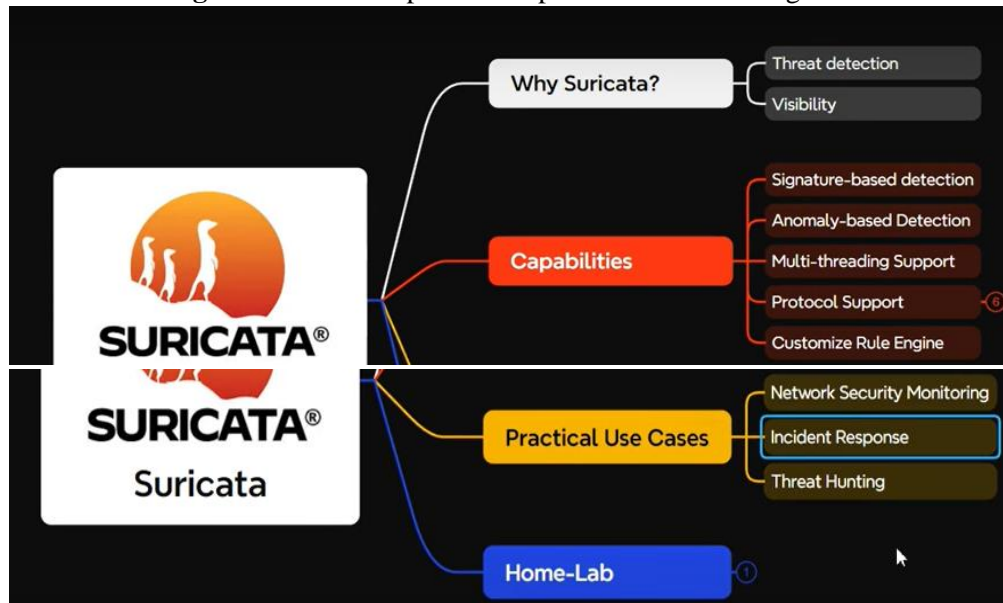 Why Suricata?
Threat detection
Visibility
SURICATA®
Capabilities
Signature-based detection
Anomaly-based Detection
Multi-threading Support
Protocol Support
6
Customize Rule Engine
SURICATA®
Suricata
Practical Use Cases
Network Security Monitoring
Incident Response
Threat Hunting
Home-Lab
1